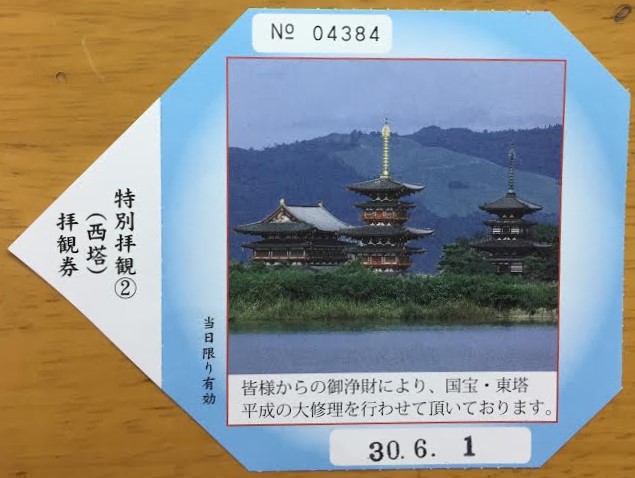 № 04384
特別拝観②
(西塔)
拝観券
当日限り有効
皆様からの御浄財により、国宝・東塔
平成の大修理を行わせて頂いております。
30.6. 1